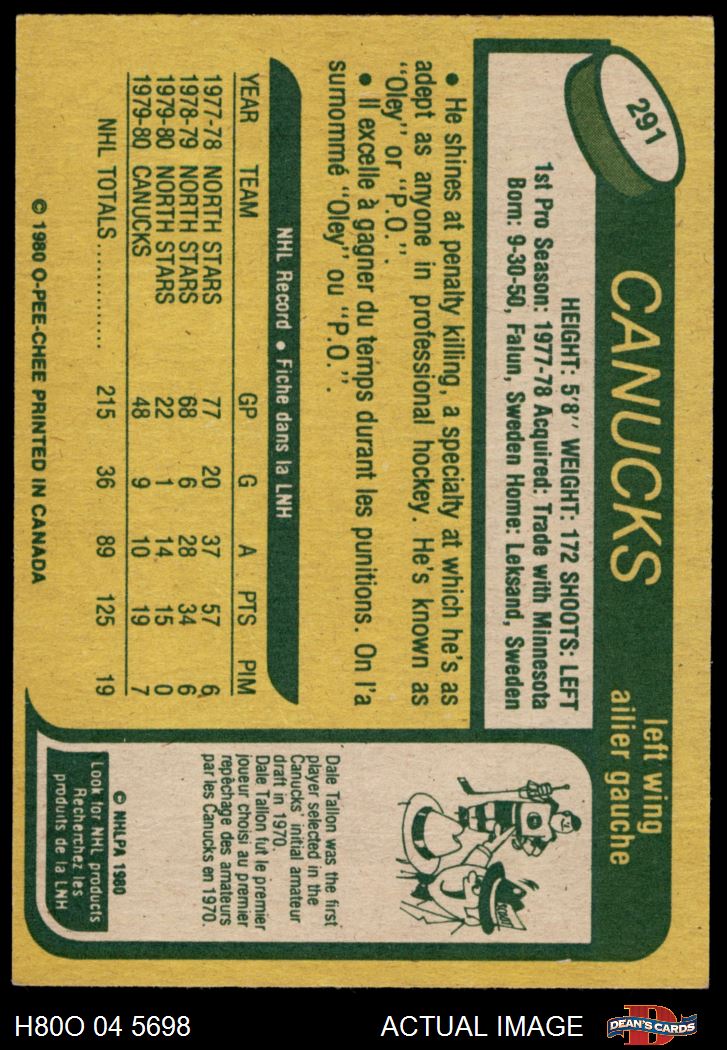 291
CANUCKS
left wing
ailier gauche
HEIGHT: 5'8'' WEIGHT: 172 SHOOTS: LEFT
1st Pro Season: 1977-78 Acquired: Trade with Minnesota
Born: 9-30-50, Falun, Sweden Home: Leksand, Sweden
• He shines at penalty killing, a specialty at which he's as
adept as anyone in professional hockey. He's known as
"Oley" or "P.O.".
• Il excelle à gagner du temps durant les punitions. On l'a
surnommé "Oley" ou "P.O.".
NHL Record • Fiche dans la LNH
YEAR TEAM GP G A PTS PIM
1977-78 NORTH STARS 77 20 37 57 6
1978-79 NORTH STARS 68 6 28 34 6
1979-80 NORTH STARS 22 1 14 15 0
1979-80 CANUCKS 48 9 10 19 7
NHL TOTALS .............. 215 36 89 125 19
© 1980 O-PEE-CHEE PRINTED IN CANADA
Dale Tallon was the first
player selected in the
Canucks' initial amateur
draft in 1970.
Dale Tallon fut le premier
joueur choisi au premier
repêchage des amateurs
par les Canucks en 1970.
© NHLPA 1980
Look for NHL products
Recherchez les
produits de la LNH
H80O 04 5698
ACTUAL IMAGE
D
DEAN'S CARDS